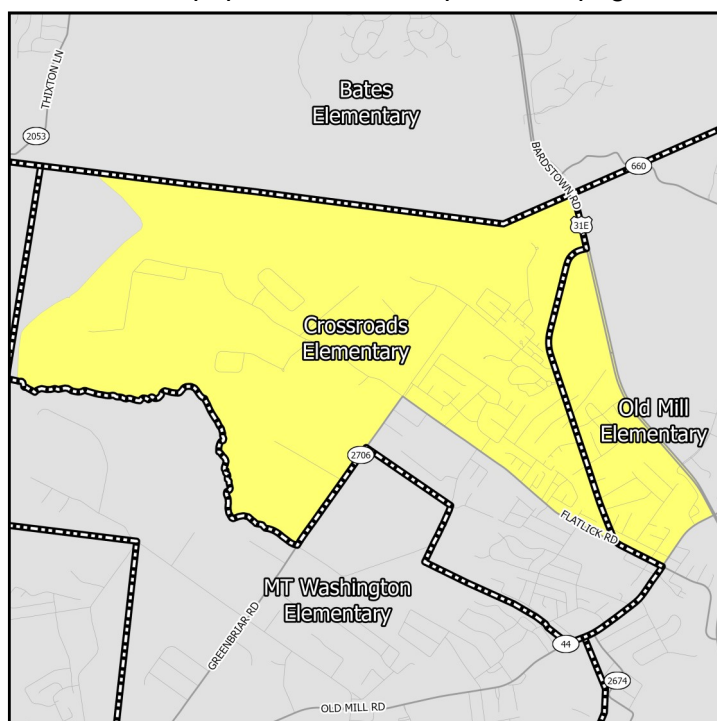 THIXTON LN
Bates
Elementary
2053
BARDSTOWN RD
660
31E
Crossroads
Elementary
Old Mill
Elementary
2706
FLATLICK RD
MT Washington
Elementary
GREENBRIAR RD
44
2674
OLD MILL RD